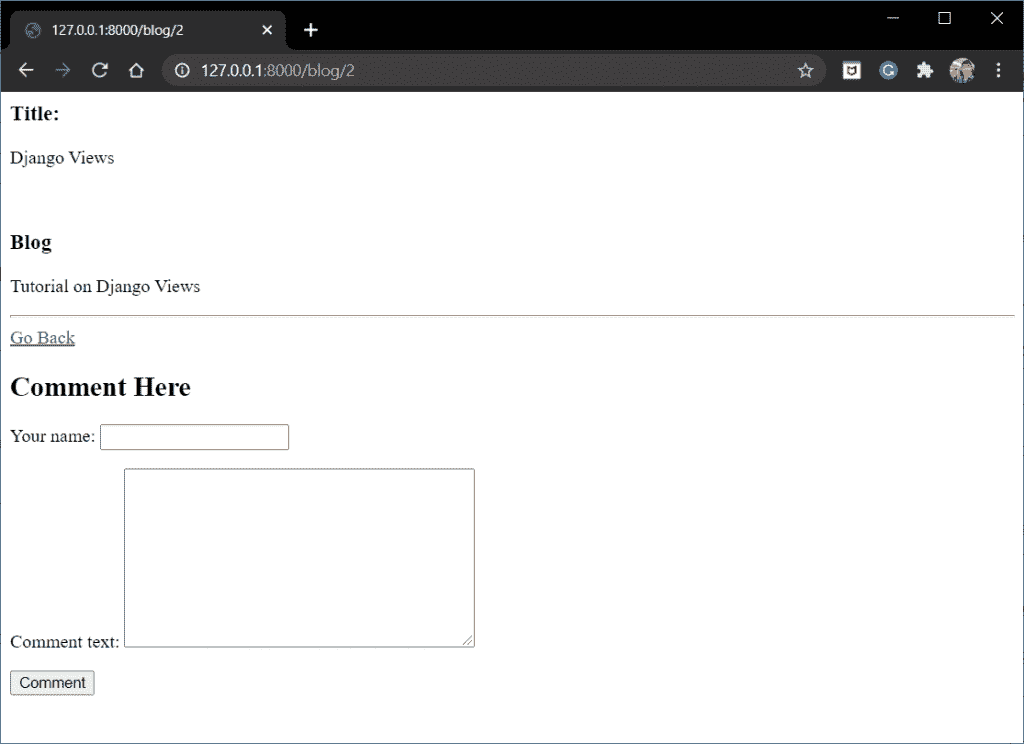 127.0.0.1:8000/blog/2
127.0.0.1:8000/blog/2
Title:
Django Views
Blog
Tutorial on Django Views
Go Back
Comment Here
Your name:
Comment text:
Comment